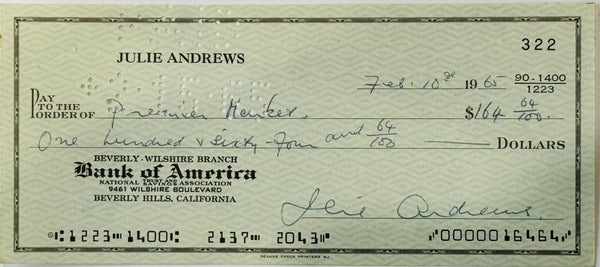 JULIE ANDREWS
322
Feb. 10th 1965 90-1400
1223
PAY
TO THE
ORDER OF Premier Market $164 64/100
One hundred & Sixty-Four and 64/100 DOLLARS
BEVERLY-WILSHIRE BRANCH
Bank of America
NATIONAL TRUST AND SAVINGS ASSOCIATION
9461 WILSHIRE BOULEVARD
BEVERLY HILLS, CALIFORNIA
Julie Andrews
⑆1223⑉1400⑆ 2137⑉ 2043⑈ ⑈0000016464⑈
DELUXE CHECK PRINTERS